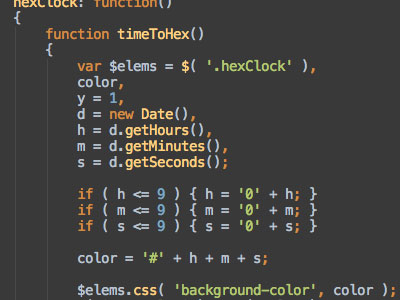 hexClock: function()
{
function timeToHex()
{
var $elems = $( '.hexClock' ),
color,
y = 1,
d = new Date(),
h = d.getHours(),
m = d.getMinutes(),
s = d.getSeconds();
if ( h <= 9 ) { h = '0' + h; }
if ( m <= 9 ) { m = '0' + m; }
if ( s <= 9 ) { s = '0' + s; }
color = '#' + h + m + s;
$elems.css( 'background-color', color );